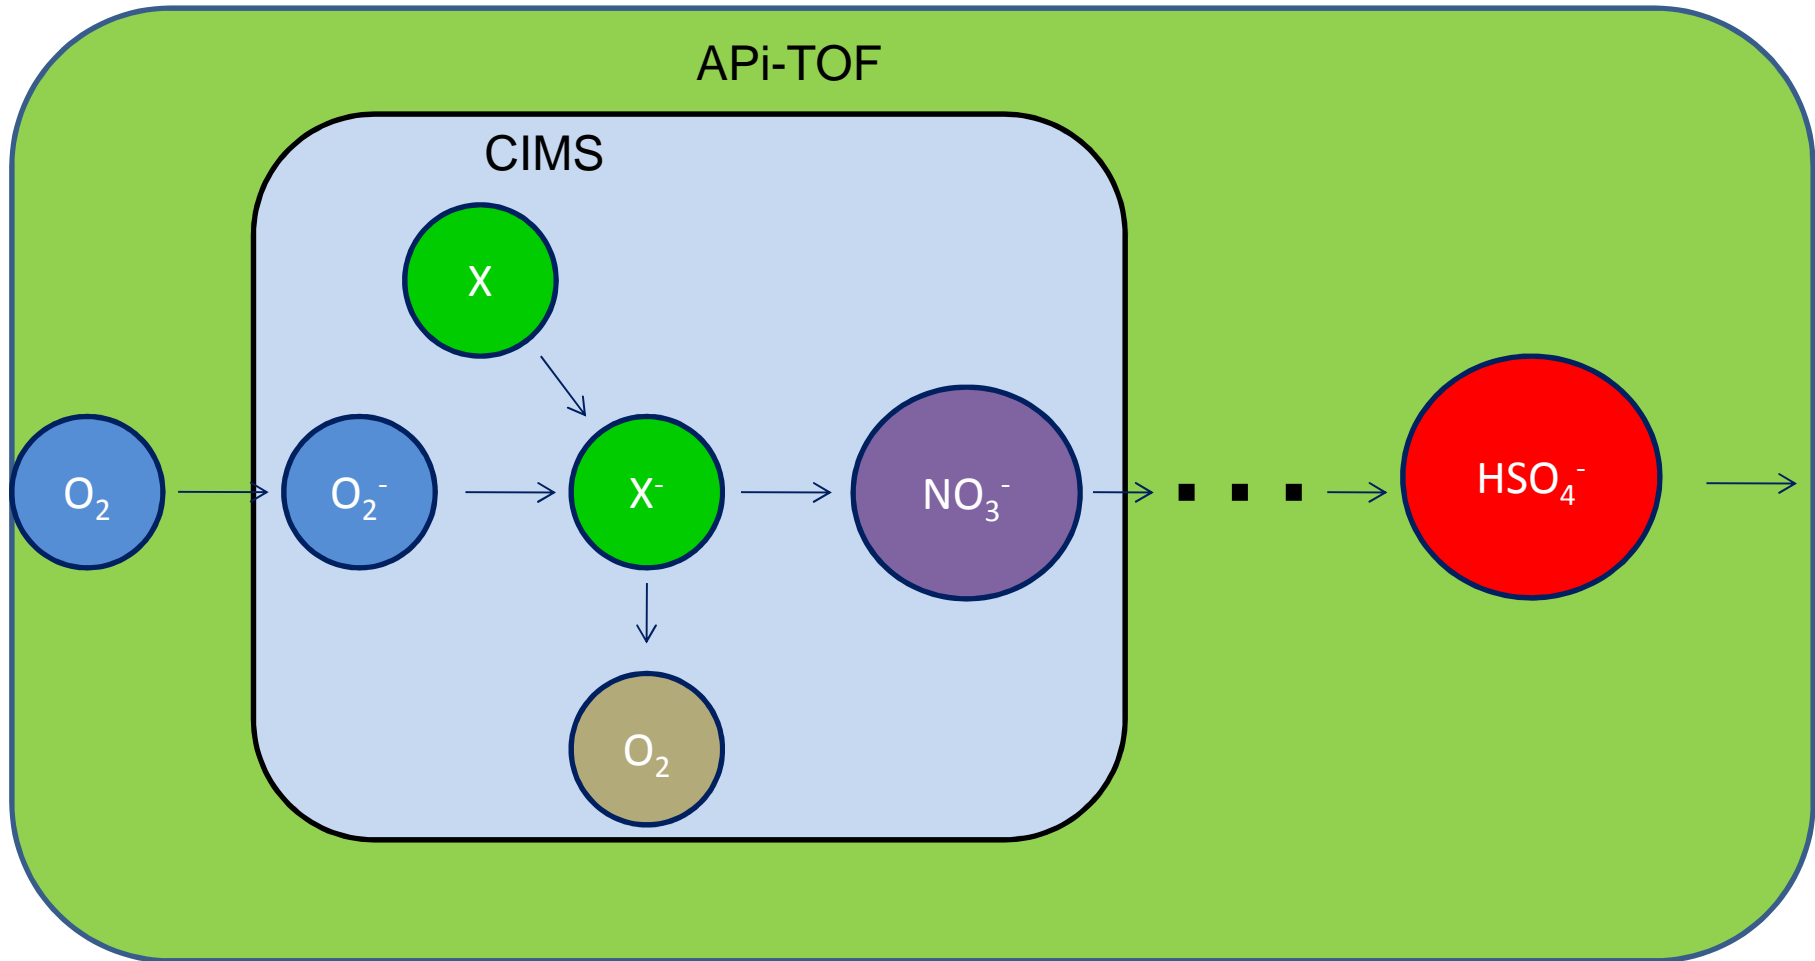 APi-TOF
CIMS
X
O₂
O₂⁻
X⁻
NO₃⁻
HSO₄⁻
O₂